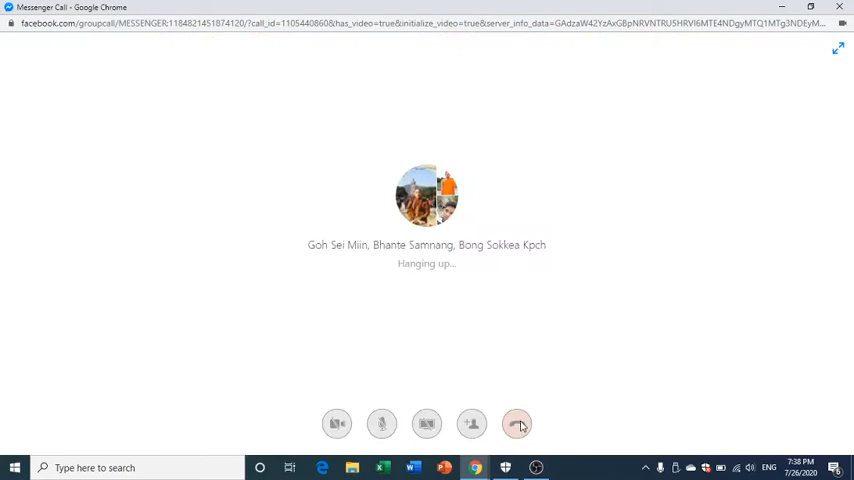 Messenger Call - Google Chrome
facebook.com/groupcall/MESSENGER:1184821451874120/?call_id=1105440860&has_video=true&initialize_video=true&server_info_data=GAdzaW42YzAxGBpNRVNTRU5HRVI6MTE4NDgyMTQ1MTg3NDEyM...
Goh Sei Miin, Bhante Samnang, Bong Sokkea Kpch
Hanging up...
Type here to search
ENG
7:38 PM
7/26/2020